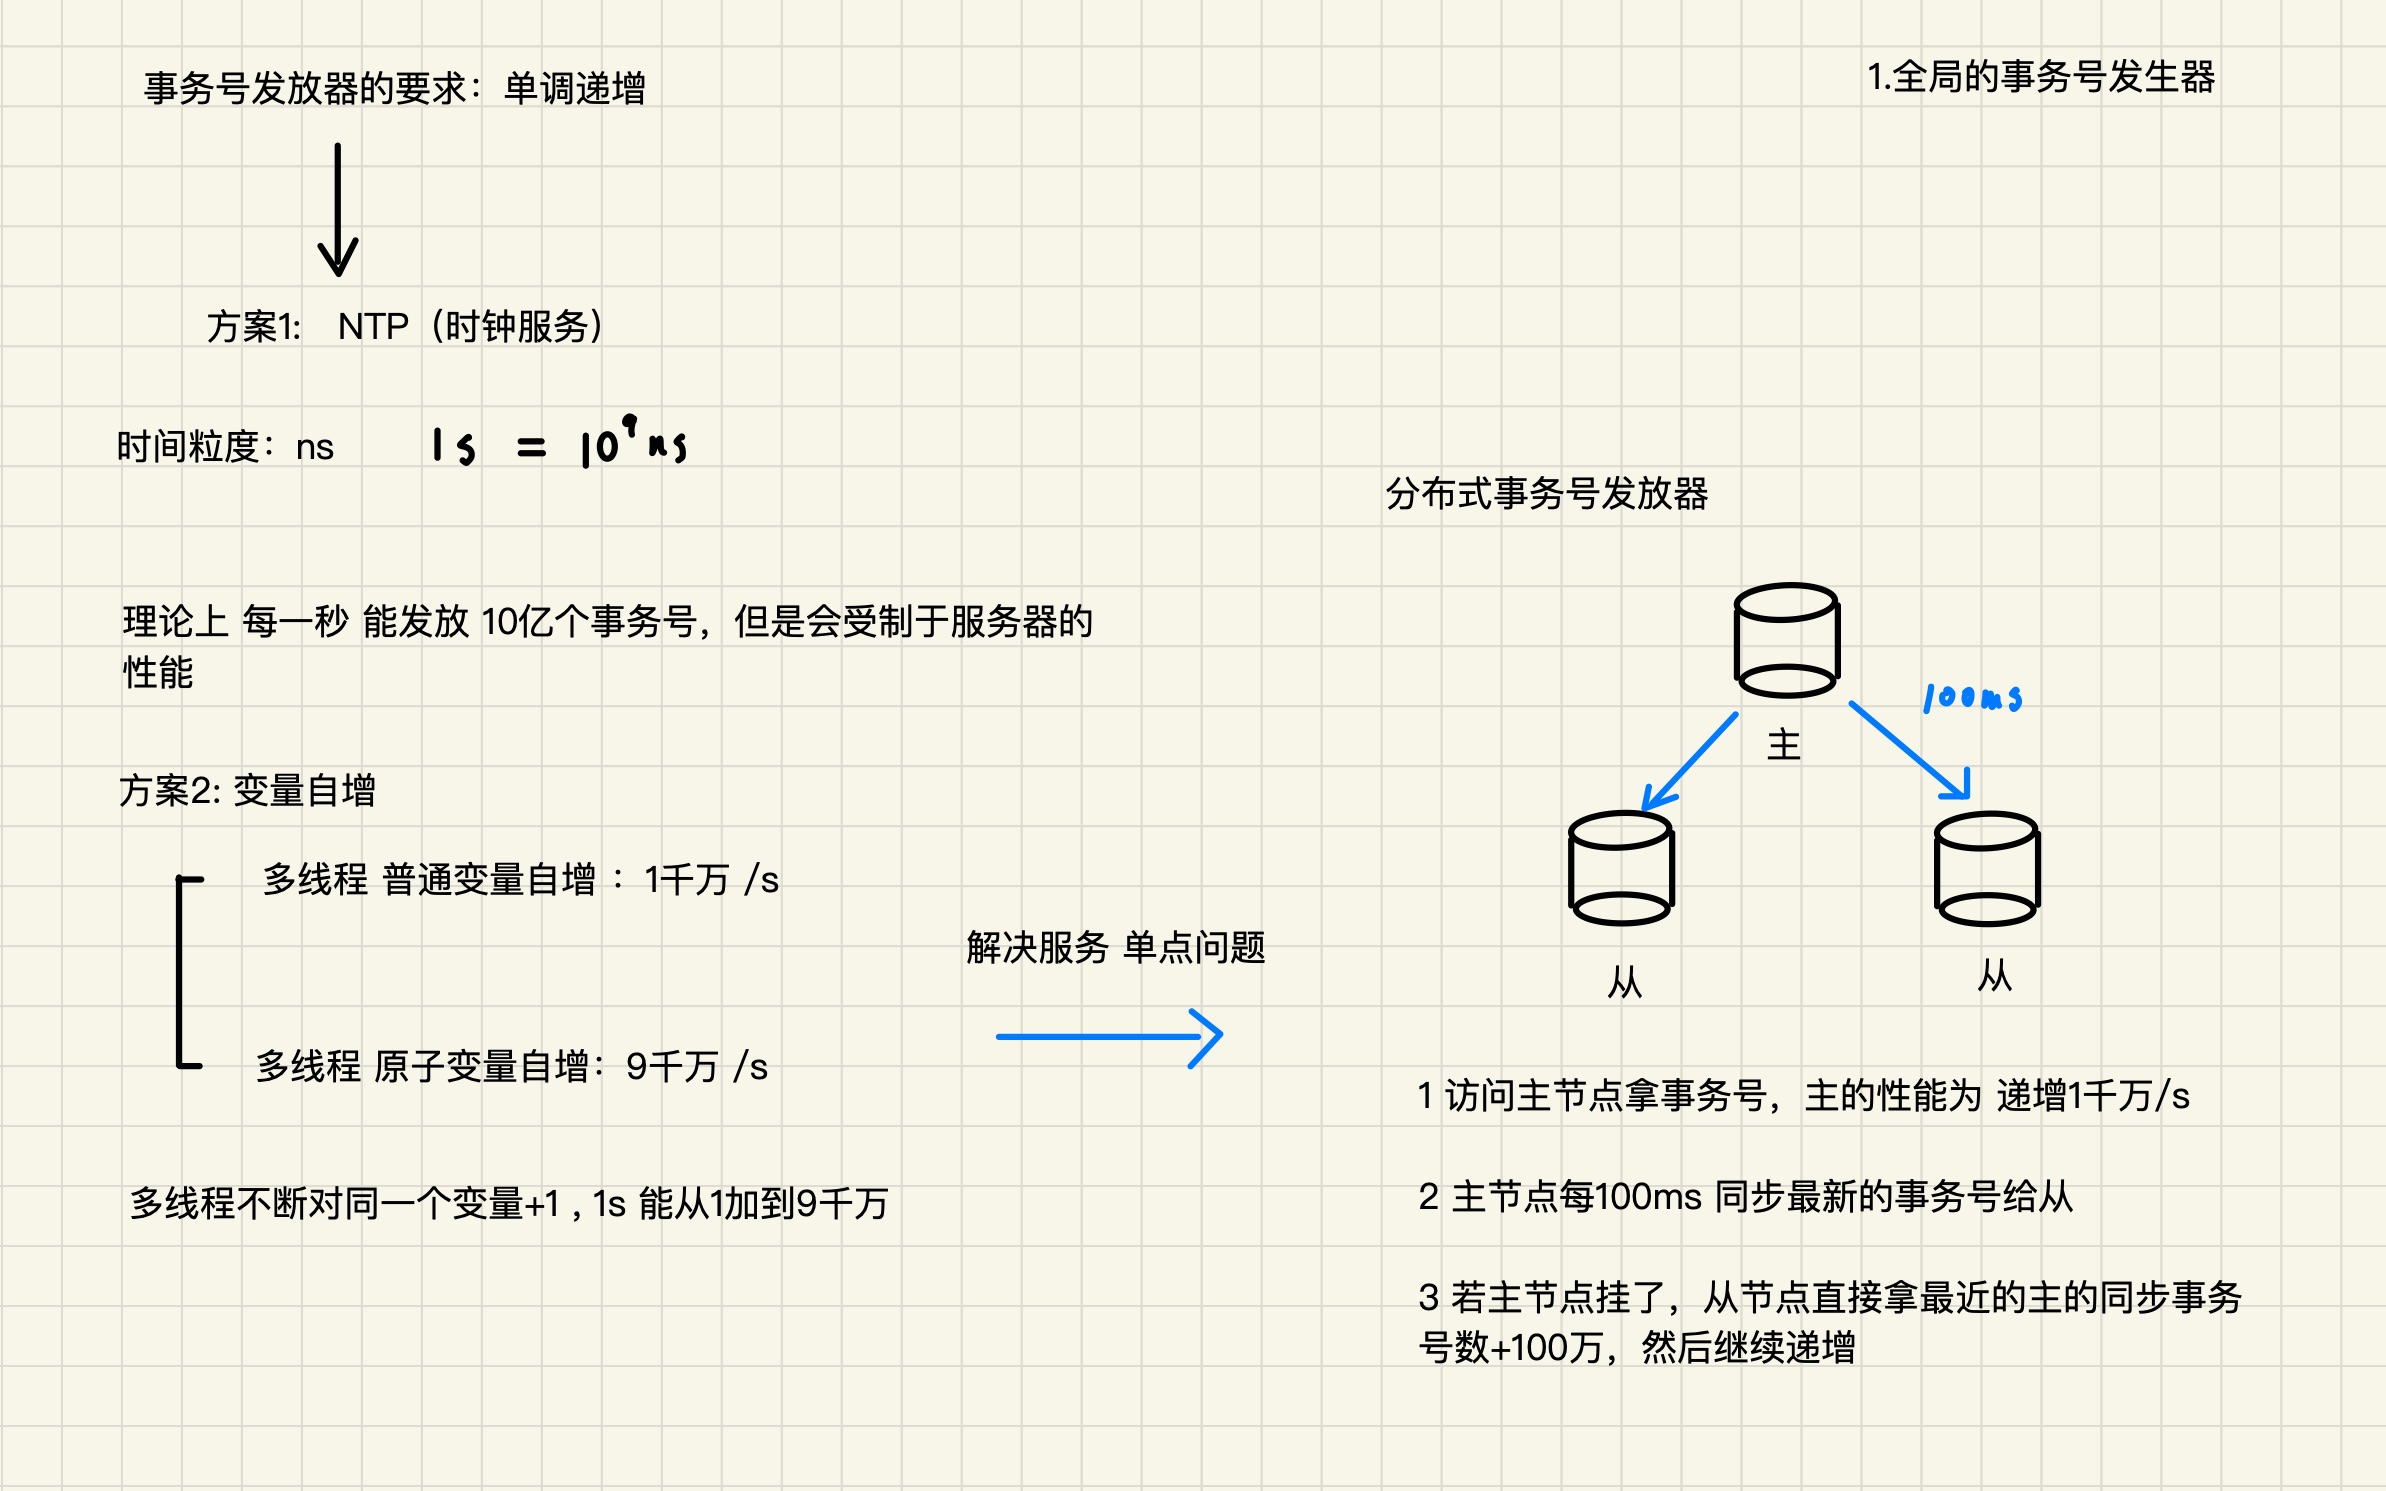 事务号发放器的要求：单调递增
1.全局的事务号发生器
方案1:   NTP（时钟服务）
时间粒度：ns
1s = 10⁹ns
理论上 每一秒 能发放 10亿个事务号，但是会受制于服务器的
性能
方案2: 变量自增
多线程 普通变量自增 ：1千万 /s
多线程 原子变量自增：9千万 /s
多线程不断对同一个变量+1 , 1s 能从1加到9千万
解决服务 单点问题
分布式事务号发放器
100ms
主
从
从
1 访问主节点拿事务号，主的性能为 递增1千万/s
2 主节点每100ms 同步最新的事务号给从
3 若主节点挂了，从节点直接拿最近的主的同步事务
号数+100万，然后继续递增